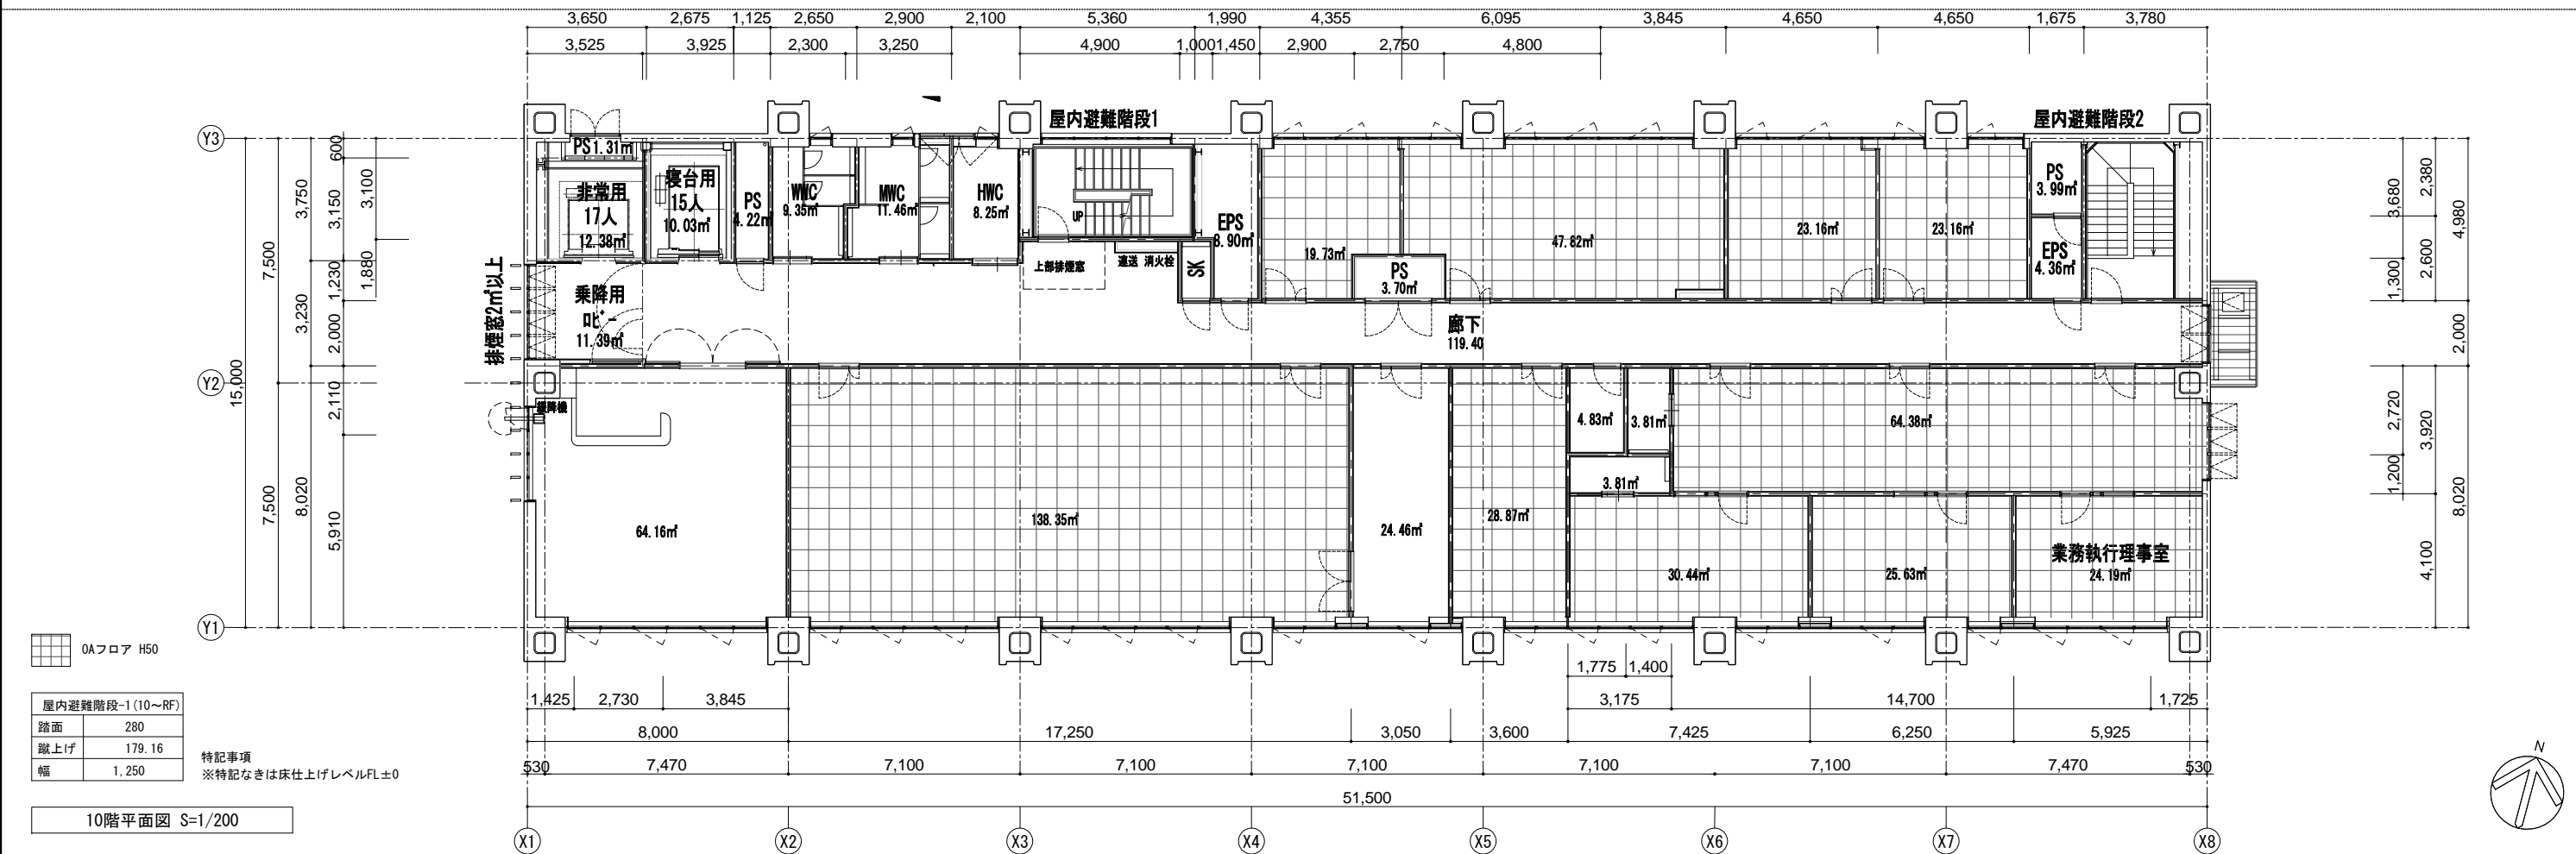 3,650 2,675 1,125 2,650 2,900 2,100 5,360 1,990 4,355 6,095 3,845 4,650 4,650 1,675 3,780
3,525 3,925 2,300 3,250 4,900 1,000 1,450 2,900 2,750 4,800
屋内避難階段1
屋内避難階段2
Y3
Y2
Y1
15,000
7,500
7,500
3,750
3,230
8,020
600
3,150
1,230
2,000
2,110
5,910
3,100
1,880
PS 1.31㎡
非常用
17人
12.38㎡
寝台用
15人
10.03㎡
PS
4.22㎡
WWC
9.35㎡
MWC
11.46㎡
HWC
8.25㎡
UP
上部排煙窓
連送 消火栓
SK
EPS
8.90㎡
19.73㎡
PS
3.70㎡
47.82㎡
23.16㎡
23.16㎡
PS
3.99㎡
EPS
4.36㎡
排煙窓2㎡以上
乗降用
ロビー
11.39㎡
廊下
119.40
緩降機
64.16㎡
138.35㎡
24.46㎡
28.87㎡
4.83㎡
3.81㎡
3.81㎡
64.38㎡
30.44㎡
25.63㎡
業務執行理事室
24.19㎡
3,680
1,300
2,380
2,600
4,980
2,000
2,720
1,200
3,920
4,100
8,020
OAフロア H50
屋内避難階段-1(10～RF)
踏面 280
蹴上げ 179.16
幅 1,250
特記事項
※特記なきは床仕上げレベルFL±0
10階平面図 S=1/200
1,775 1,400
1,425 2,730 3,845 3,175 14,700 1,725
8,000 17,250 3,050 3,600 7,425 6,250 5,925
530 7,470 7,100 7,100 7,100 7,100 7,100 7,470 530
51,500
X1 X2 X3 X4 X5 X6 X7 X8
N